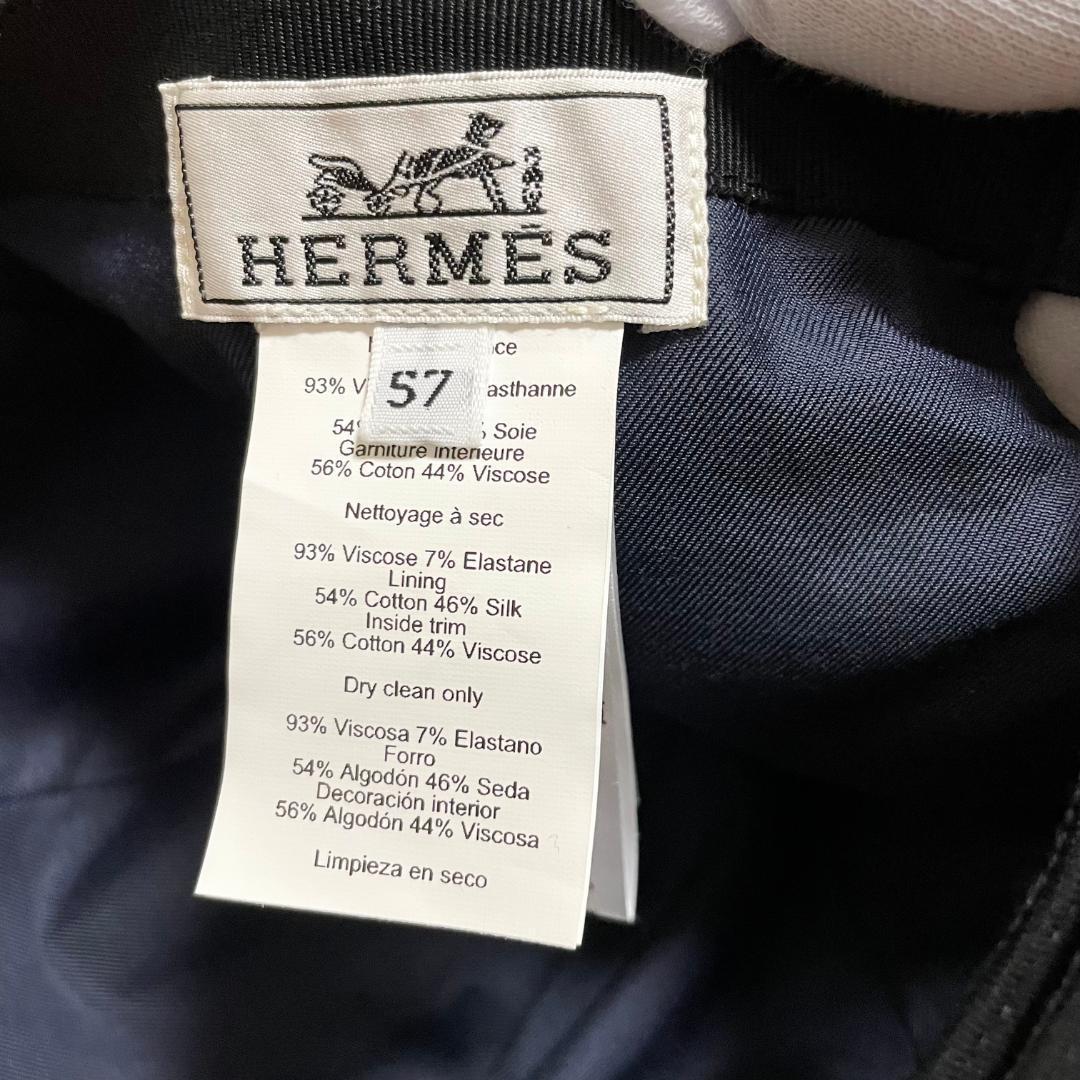 HERMÈS
57
93%
Soie
Garniture intérieure
56% Coton 44% Viscose
Nettoyage à sec
93% Viscose 7% Elastane
Lining
54% Cotton 46% Silk
Inside trim
56% Cotton 44% Viscose
Dry clean only
93% Viscosa 7% Elastano
Forro
54% Algodón 46% Seda
Decoración interior
56% Algodón 44% Viscosa
Limpieza en seco